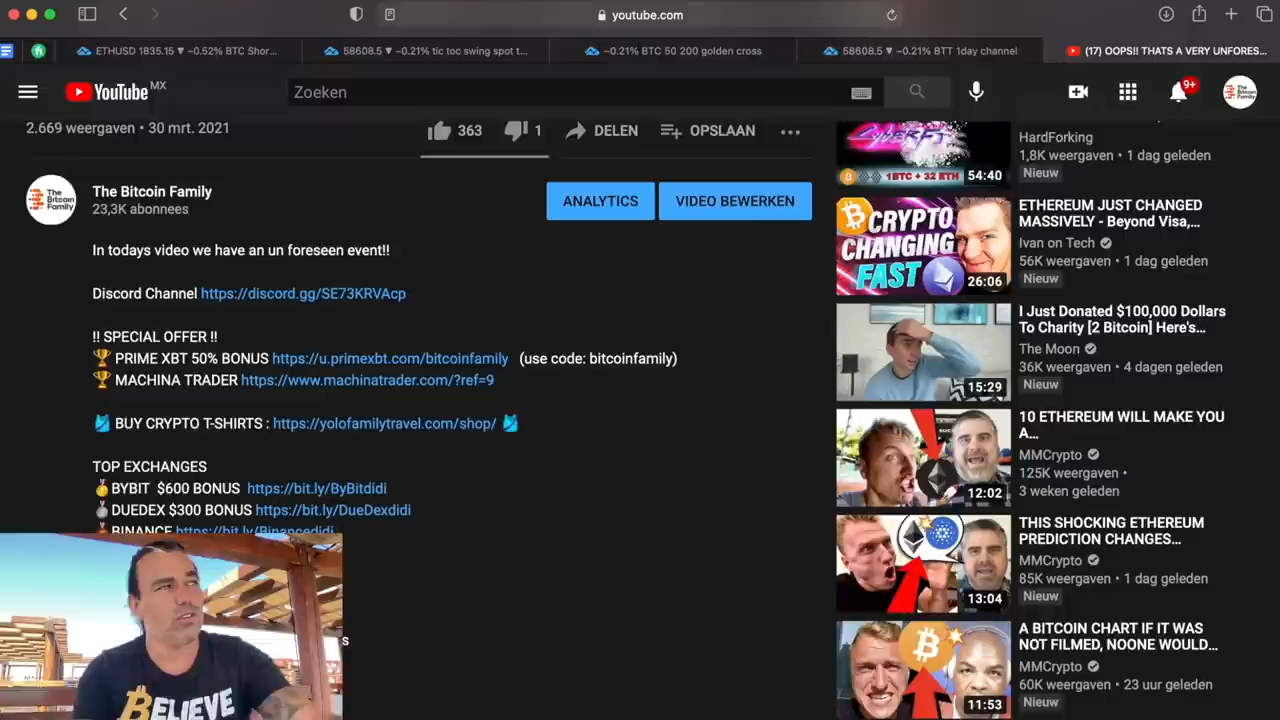 youtube.com
ETHUSD 1835.15 ▼ −0.52% BTC Shor...
58608.5 ▼ −0.21% tic toc swing spot t...
−0.21% BTC 50 200 golden cross
58608.5 ▼ −0.21% BTT 1day channel
(17) OOPS!! THATS A VERY UNFORES...
YouTube MX
Zoeken
9+
2.669 weergaven • 30 mrt. 2021
363
1
DELEN
OPSLAAN
The Bitcoin Family
23,3K abonnees
ANALYTICS
VIDEO BEWERKEN
In todays video we have an un foreseen event!!
Discord Channel https://discord.gg/SE73KRVAcp
!! SPECIAL OFFER !!
🏆 PRIME XBT 50% BONUS https://u.primexbt.com/bitcoinfamily (use code: bitcoinfamily)
🏆 MACHINA TRADER https://www.machinatrader.com/?ref=9
🎽 BUY CRYPTO T-SHIRTS : https://yolofamilytravel.com/shop/ 🎽
TOP EXCHANGES
🥇BYBIT $600 BONUS https://bit.ly/ByBitdidi
🥈DUEDEX $300 BONUS https://bit.ly/DueDexdidi
🥉BINANCE https://bit.ly/Binancedidi
s
BELIEVE
The Bitcoin Family
1BTC + 32 ETH
54:40
HardForking
1,8K weergaven • 1 dag geleden
Nieuw
CRYPTO
CHANGING
FAST
26:06
ETHEREUM JUST CHANGED
MASSIVELY - Beyond Visa,...
Ivan on Tech
56K weergaven • 1 dag geleden
Nieuw
15:29
I Just Donated $100,000 Dollars
To Charity [2 Bitcoin] Here's...
The Moon
36K weergaven • 4 dagen geleden
Nieuw
12:02
10 ETHEREUM WILL MAKE YOU
A...
MMCrypto
125K weergaven •
3 weken geleden
13:04
THIS SHOCKING ETHEREUM
PREDICTION CHANGES...
MMCrypto
85K weergaven • 1 dag geleden
Nieuw
11:53
A BITCOIN CHART IF IT WAS
NOT FILMED, NOONE WOULD...
MMCrypto
60K weergaven • 23 uur geleden
Nieuw